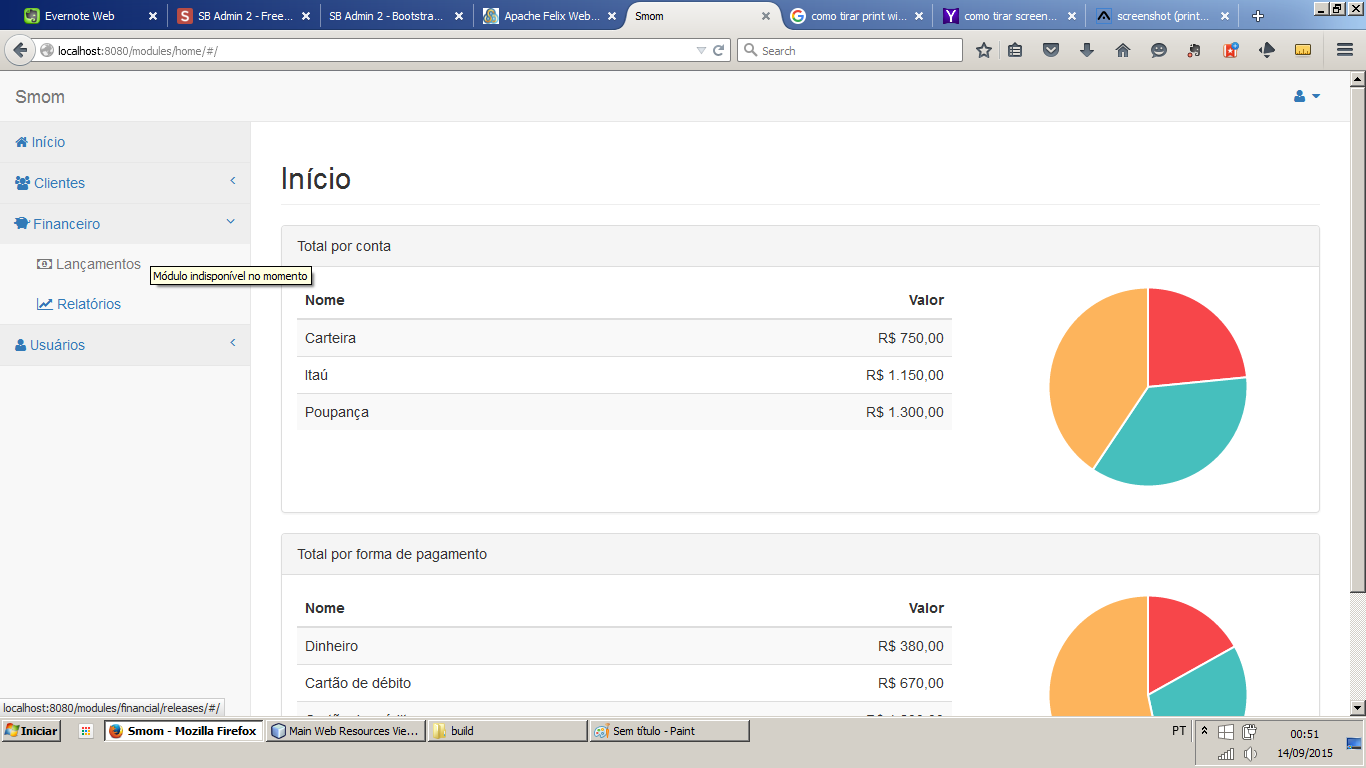 Evernote Web
SB Admin 2 - Free...
SB Admin 2 - Bootstra...
Apache Felix Web...
Smom
como tirar print wi...
como tirar screen...
screenshot (print...
localhost:8080/modules/home/#/
Search
Smom
Início
Clientes
Financeiro
Lançamentos
Módulo indisponível no momento
Relatórios
Usuários
Início
Total por conta
Nome Valor
Carteira R$ 750,00
Itaú R$ 1.150,00
Poupança R$ 1.300,00
Total por forma de pagamento
Nome Valor
Dinheiro R$ 380,00
Cartão de débito R$ 670,00
localhost:8080/modules/financial/releases/#/
Iniciar
Smom - Mozilla Firefox
Main Web Resources Vie...
build
Sem título - Paint
PT
00:51
14/09/2015